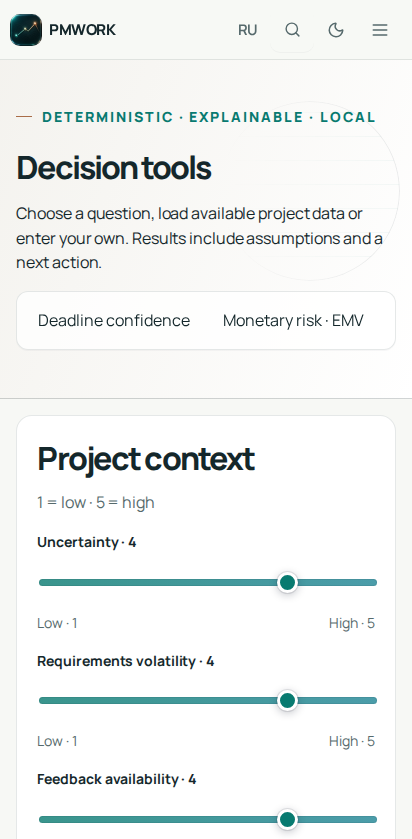 PMWORK
RU
DETERMINISTIC · EXPLAINABLE · LOCAL
Decision tools
Choose a question, load available project data or
enter your own. Results include assumptions and a
next action.
Deadline confidence
Monetary risk · EMV
Project context
1 = low · 5 = high
Uncertainty · 4
Low · 1
High · 5
Requirements volatility · 4
Low · 1
High · 5
Feedback availability · 4